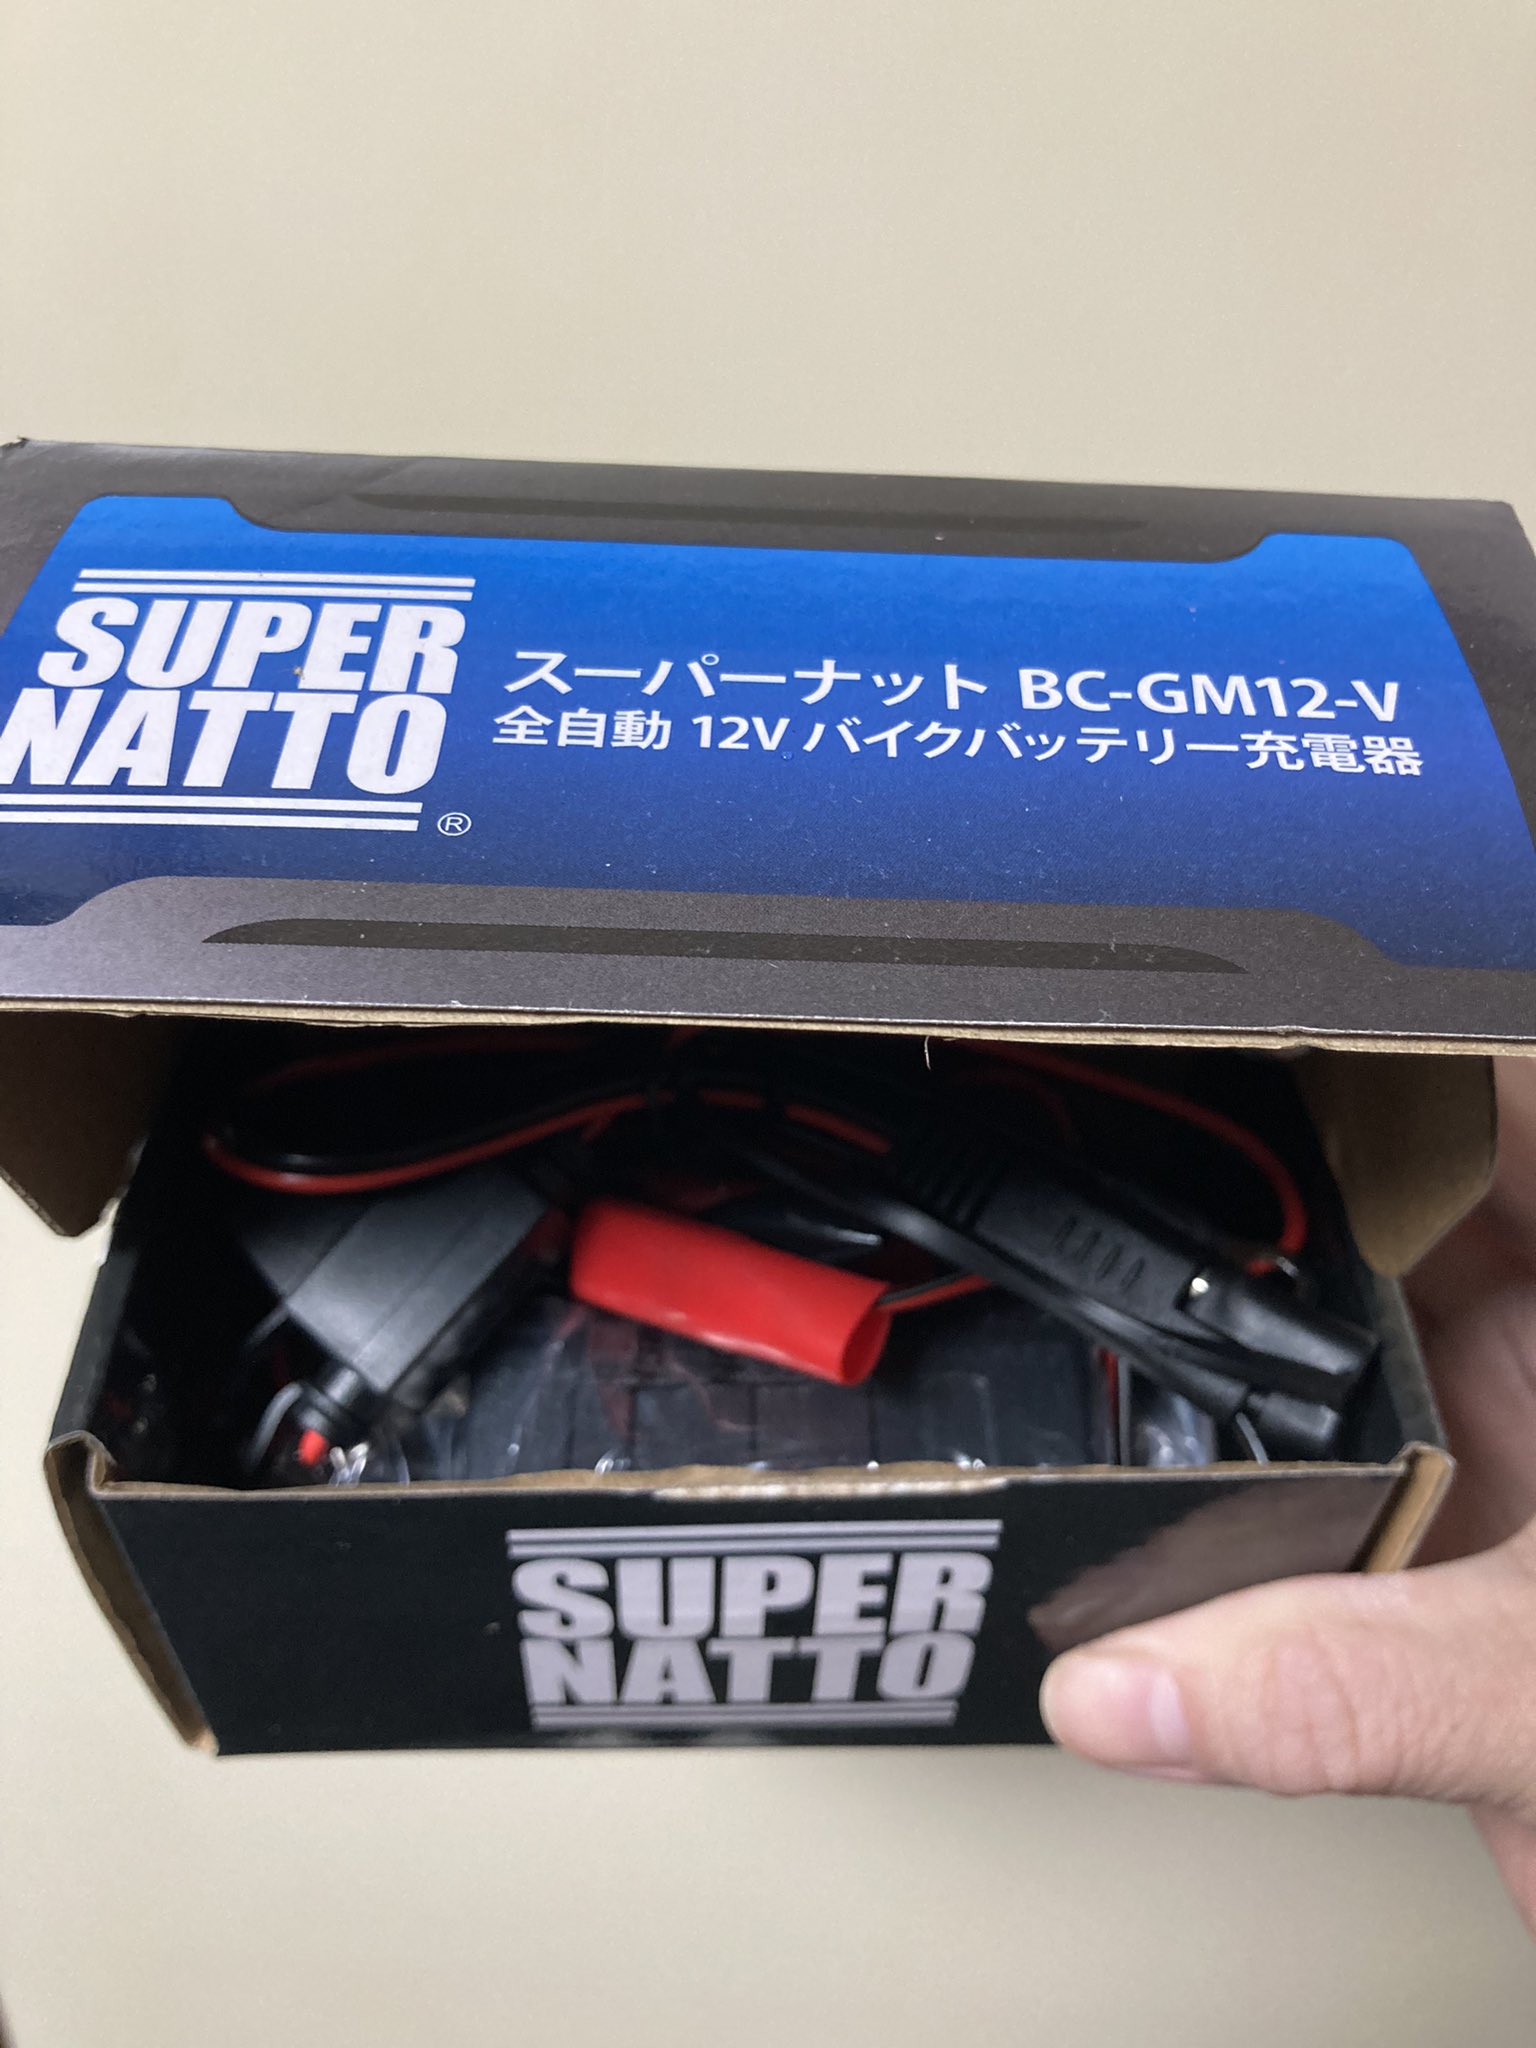 SUPER
NATTO
®
スーパーナット BC-GM12-V
全自動 12V バイクバッテリー充電器
SUPER
NATTO